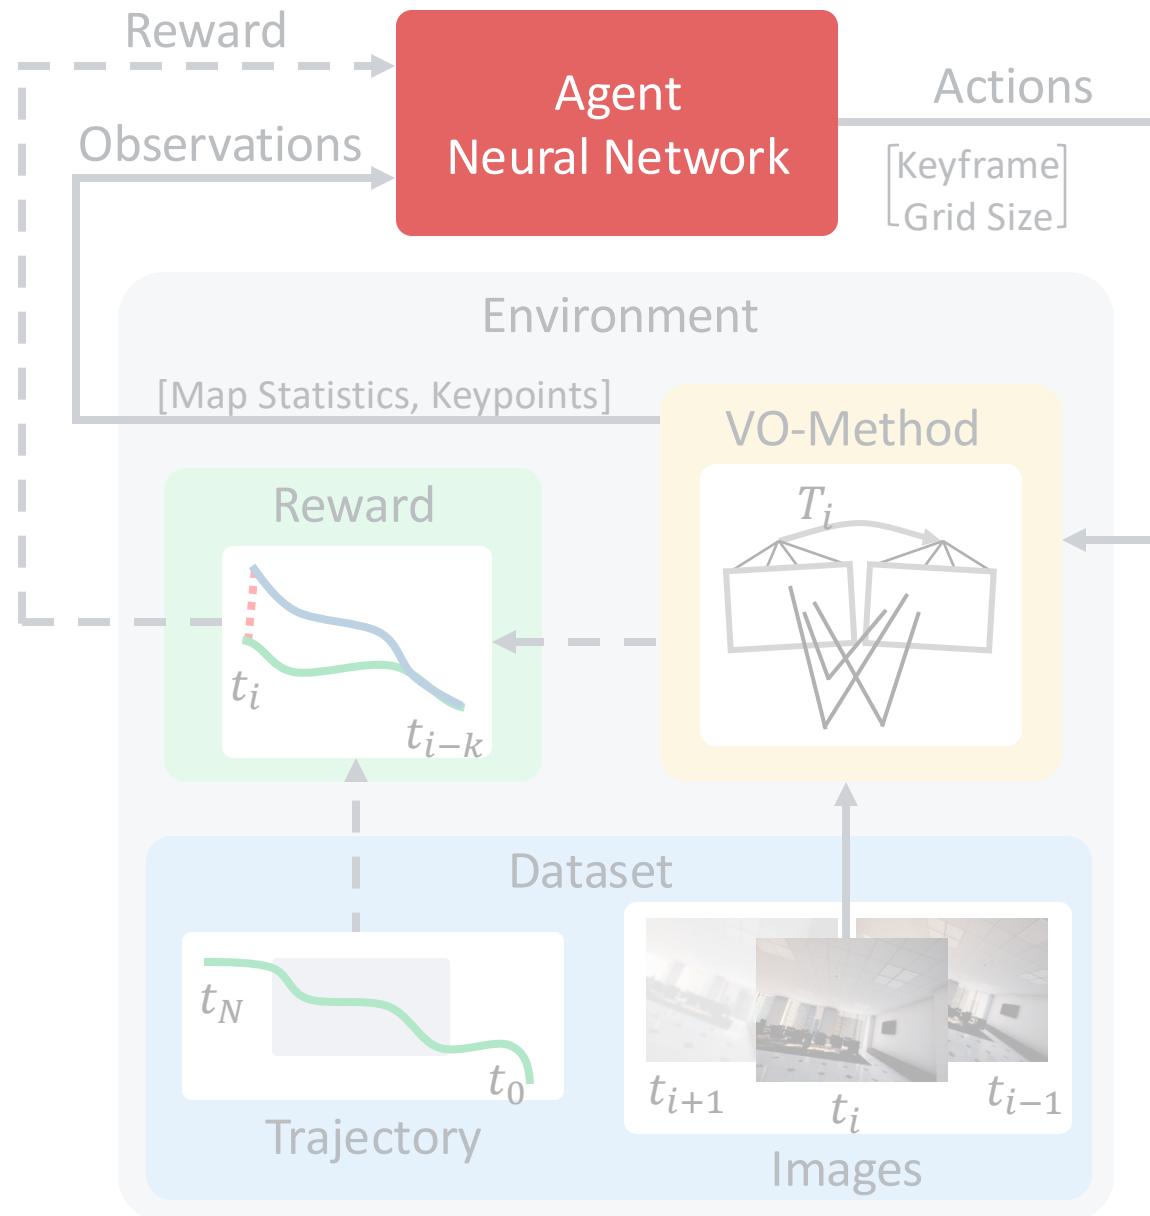 Reward
Agent
Neural Network
Actions
Observations
[Keyframe
Grid Size]
Environment
[Map Statistics, Keypoints]
VO-Method
Reward
T_i
t_i
t_{i-k}
Dataset
t_N
t_0
Trajectory
t_{i+1}
t_i
t_{i-1}
Images